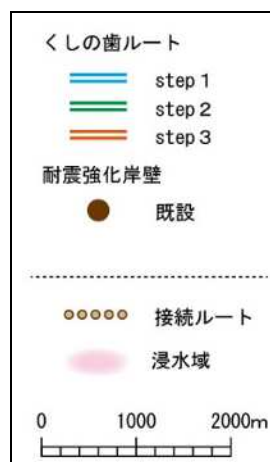 くしの歯ルート
step 1
step 2
step 3
耐震強化岸壁
既設
接続ルート
浸水域
0 1000 2000m